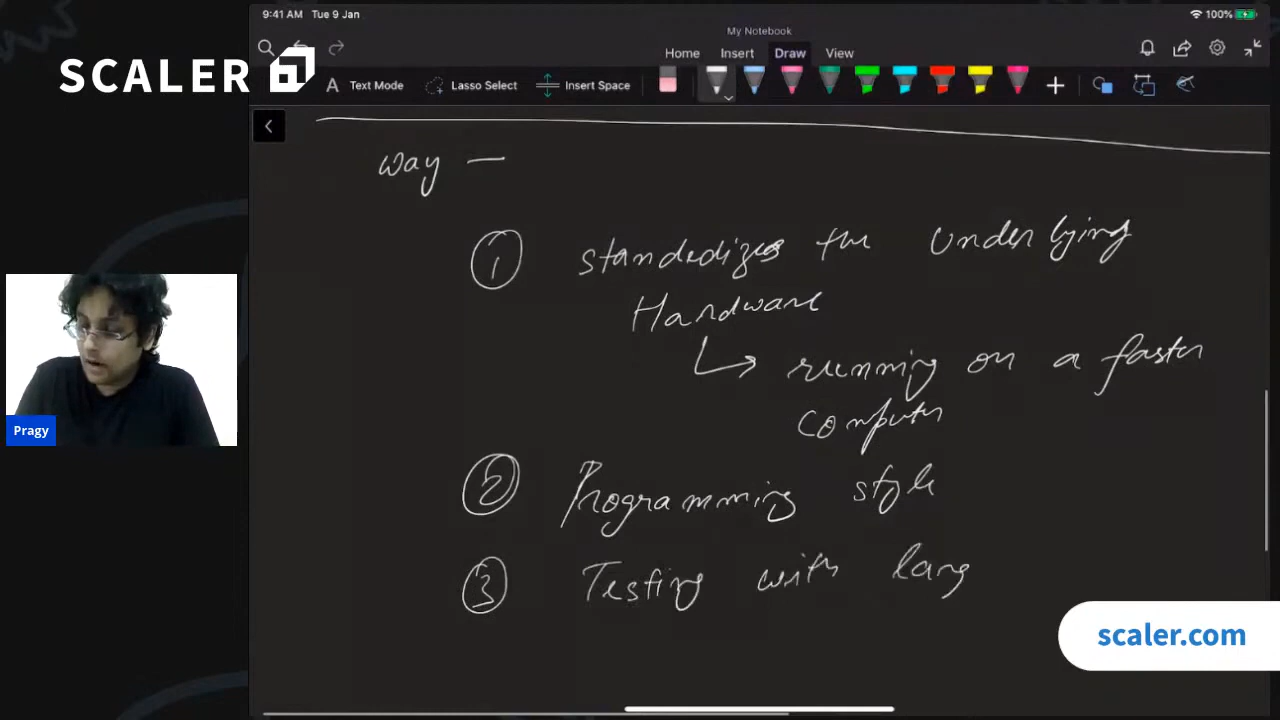 9:41 AM Tue 9 Jan
100%
My Notebook
SCALER
Home Insert Draw View
Text Mode Lasso Select Insert Space
way —
1 standedizes the underlying
Hardware
↳ running on a faster
computer
2 Programming style
3 Testing with larg
Pragy
scaler.com